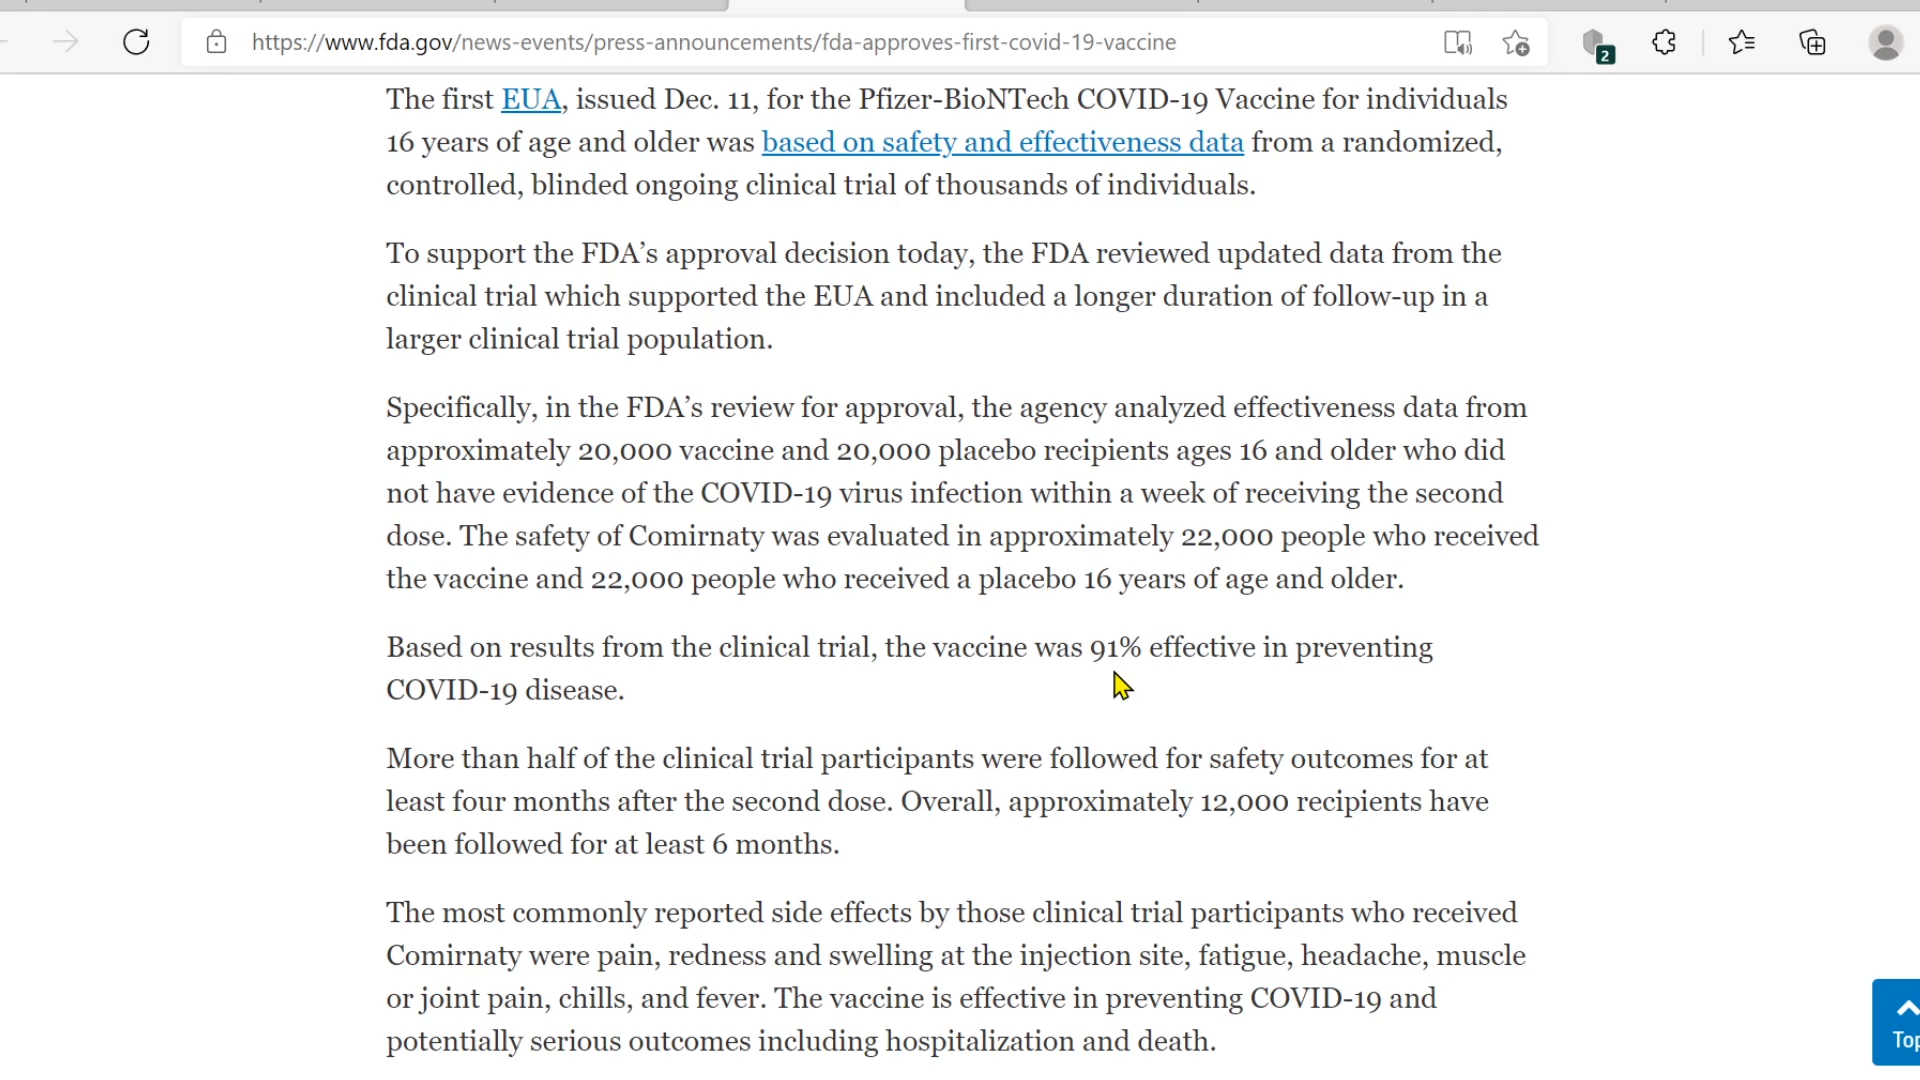 https://www.fda.gov/news-events/press-announcements/fda-approves-first-covid-19-vaccine
2
The first EUA, issued Dec. 11, for the Pfizer-BioNTech COVID-19 Vaccine for individuals
16 years of age and older was based on safety and effectiveness data from a randomized,
controlled, blinded ongoing clinical trial of thousands of individuals.
To support the FDA’s approval decision today, the FDA reviewed updated data from the
clinical trial which supported the EUA and included a longer duration of follow-up in a
larger clinical trial population.
Specifically, in the FDA’s review for approval, the agency analyzed effectiveness data from
approximately 20,000 vaccine and 20,000 placebo recipients ages 16 and older who did
not have evidence of the COVID-19 virus infection within a week of receiving the second
dose. The safety of Comirnaty was evaluated in approximately 22,000 people who received
the vaccine and 22,000 people who received a placebo 16 years of age and older.
Based on results from the clinical trial, the vaccine was 91% effective in preventing
COVID-19 disease.
More than half of the clinical trial participants were followed for safety outcomes for at
least four months after the second dose. Overall, approximately 12,000 recipients have
been followed for at least 6 months.
The most commonly reported side effects by those clinical trial participants who received
Comirnaty were pain, redness and swelling at the injection site, fatigue, headache, muscle
or joint pain, chills, and fever. The vaccine is effective in preventing COVID-19 and
potentially serious outcomes including hospitalization and death.
Top